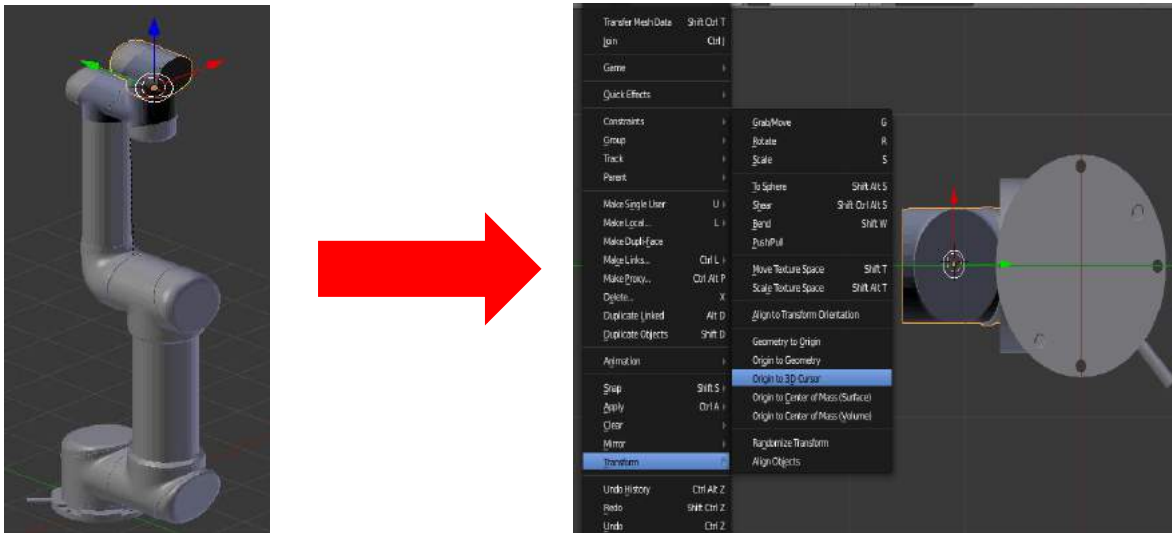 Transfer Mesh Data Shift Ctrl T
Join Ctrl J
Game
Quick Effects
Constraints
Group
Track
Parent
Make Single User U
Make Local... L
Make Dupli-Face
Make Links... Ctrl L
Make Proxy... Ctrl Alt P
Delete... X
Duplicate Linked Alt D
Duplicate Objects Shift D
Animation
Snap Shift S
Apply Ctrl A
Clear
Mirror
Transform
Undo History Ctrl Alt Z
Redo Shift Ctrl Z
Undo Ctrl Z
Grab/Move G
Rotate R
Scale S
To Sphere Shift Alt S
Shear Shift Ctrl Alt S
Bend Shift W
Push/Pull
Move Texture Space Shift T
Scale Texture Space Shift Alt T
Align to Transform Orientation
Geometry to Origin
Origin to Geometry
Origin to 3D Cursor
Origin to Center of Mass (Surface)
Origin to Center of Mass (Volume)
Randomize Transform
Align Objects